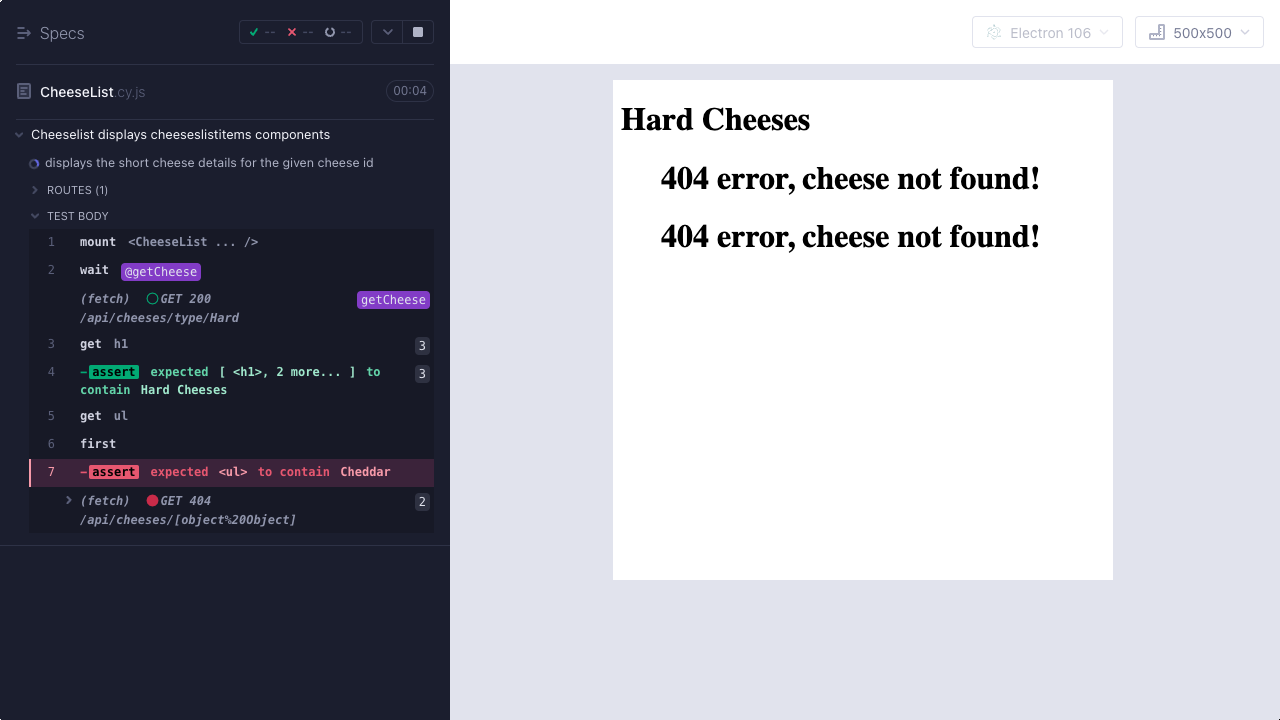 Specs
-- -- --
CheeseList.cy.js 00:04
Cheeselist displays cheeseslistitems components
displays the short cheese details for the given cheese id
ROUTES (1)
TEST BODY
1 mount <CheeseList ... />
2 wait @getCheese
(fetch) GET 200 getCheese
/api/cheeses/type/Hard
3 get h1 3
4 -assert expected [ <h1>, 2 more... ] to 3
contain Hard Cheeses
5 get ul
6 first
7 -assert expected <ul> to contain Cheddar
(fetch) GET 404 2
/api/cheeses/[object%20Object]
Electron 106 500x500
Hard Cheeses
404 error, cheese not found!
404 error, cheese not found!